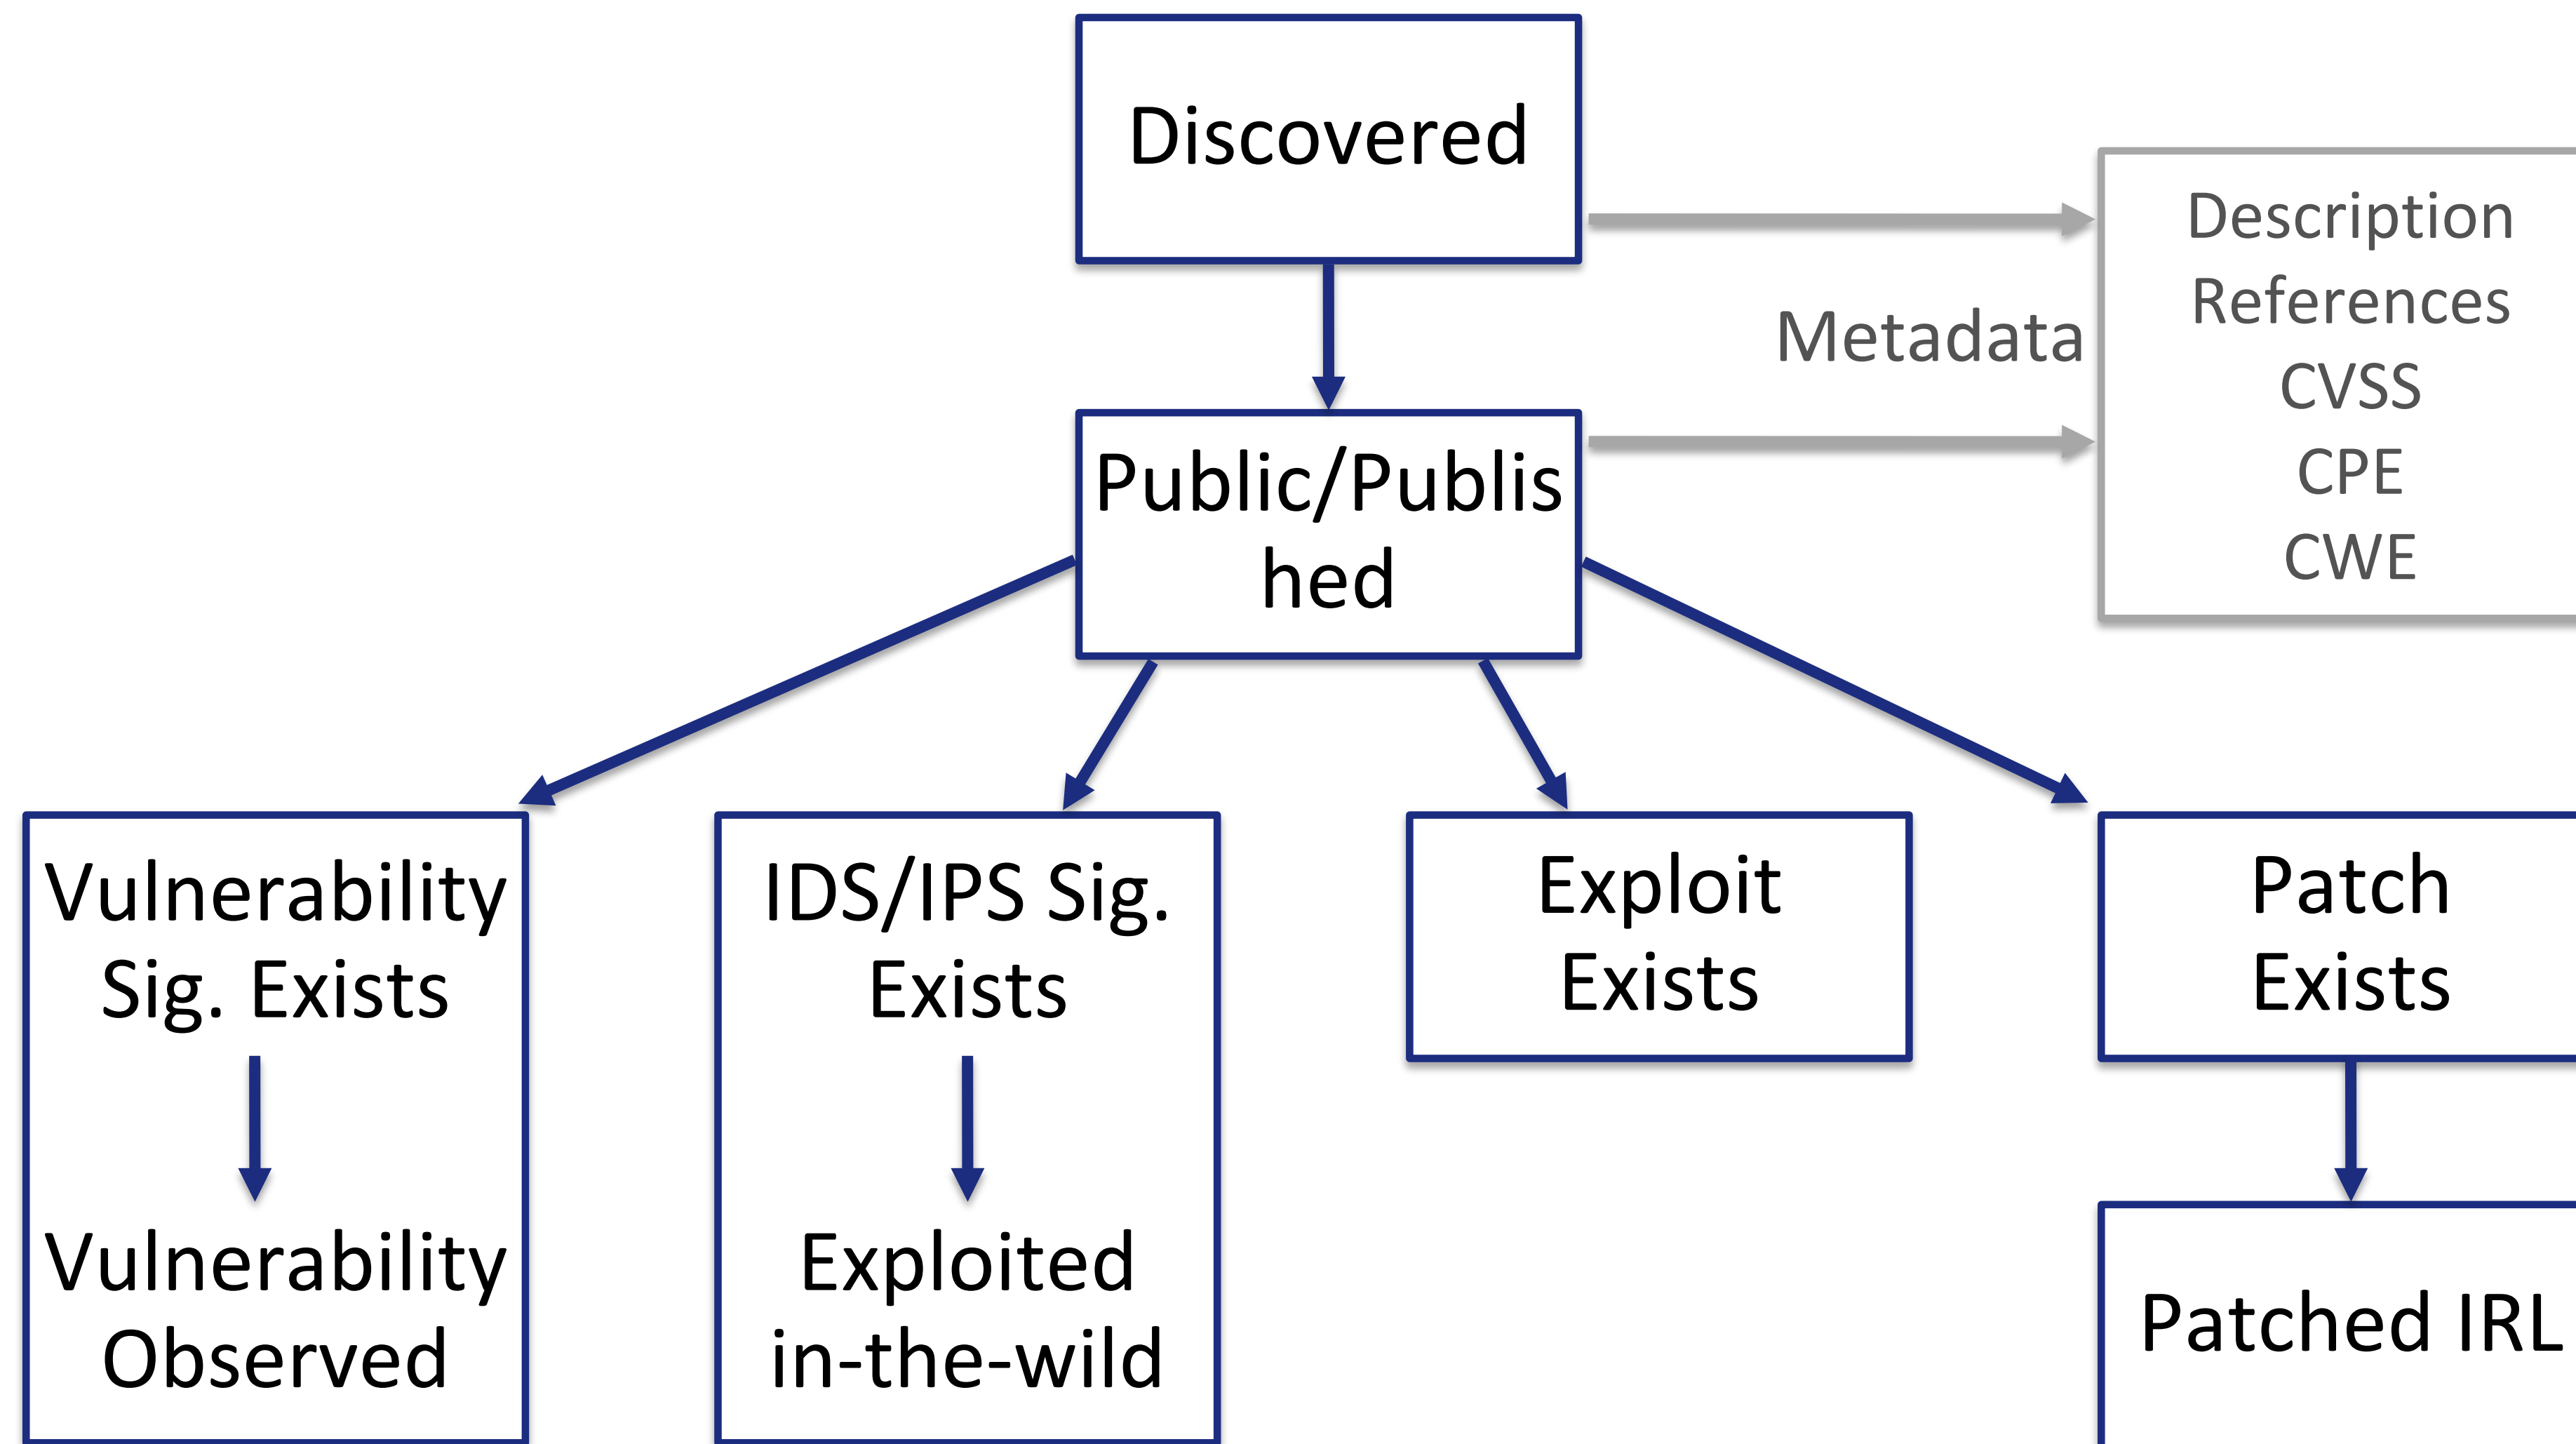 Discovered
Description
References
Metadata
CVSS
CPE
CWE
Public/Publis
hed
Vulnerability
Sig. Exists
Vulnerability
Observed
IDS/IPS Sig.
Exists
Exploited
in-the-wild
Exploit
Exists
Patch
Exists
Patched IRL